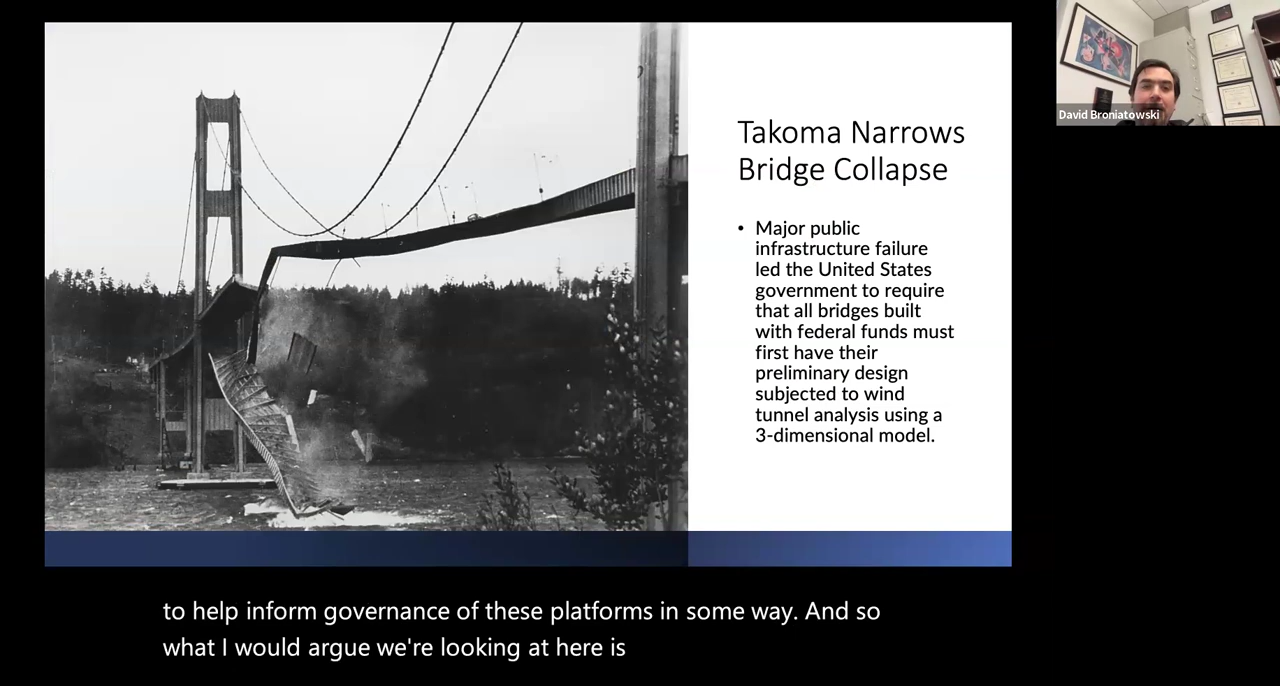 Takoma Narrows
Bridge Collapse
• Major public
infrastructure failure
led the United States
government to require
that all bridges built
with federal funds must
first have their
preliminary design
subjected to wind
tunnel analysis using a
3-dimensional model.
David Broniatowski
to help inform governance of these platforms in some way. And so
what I would argue we're looking at here is